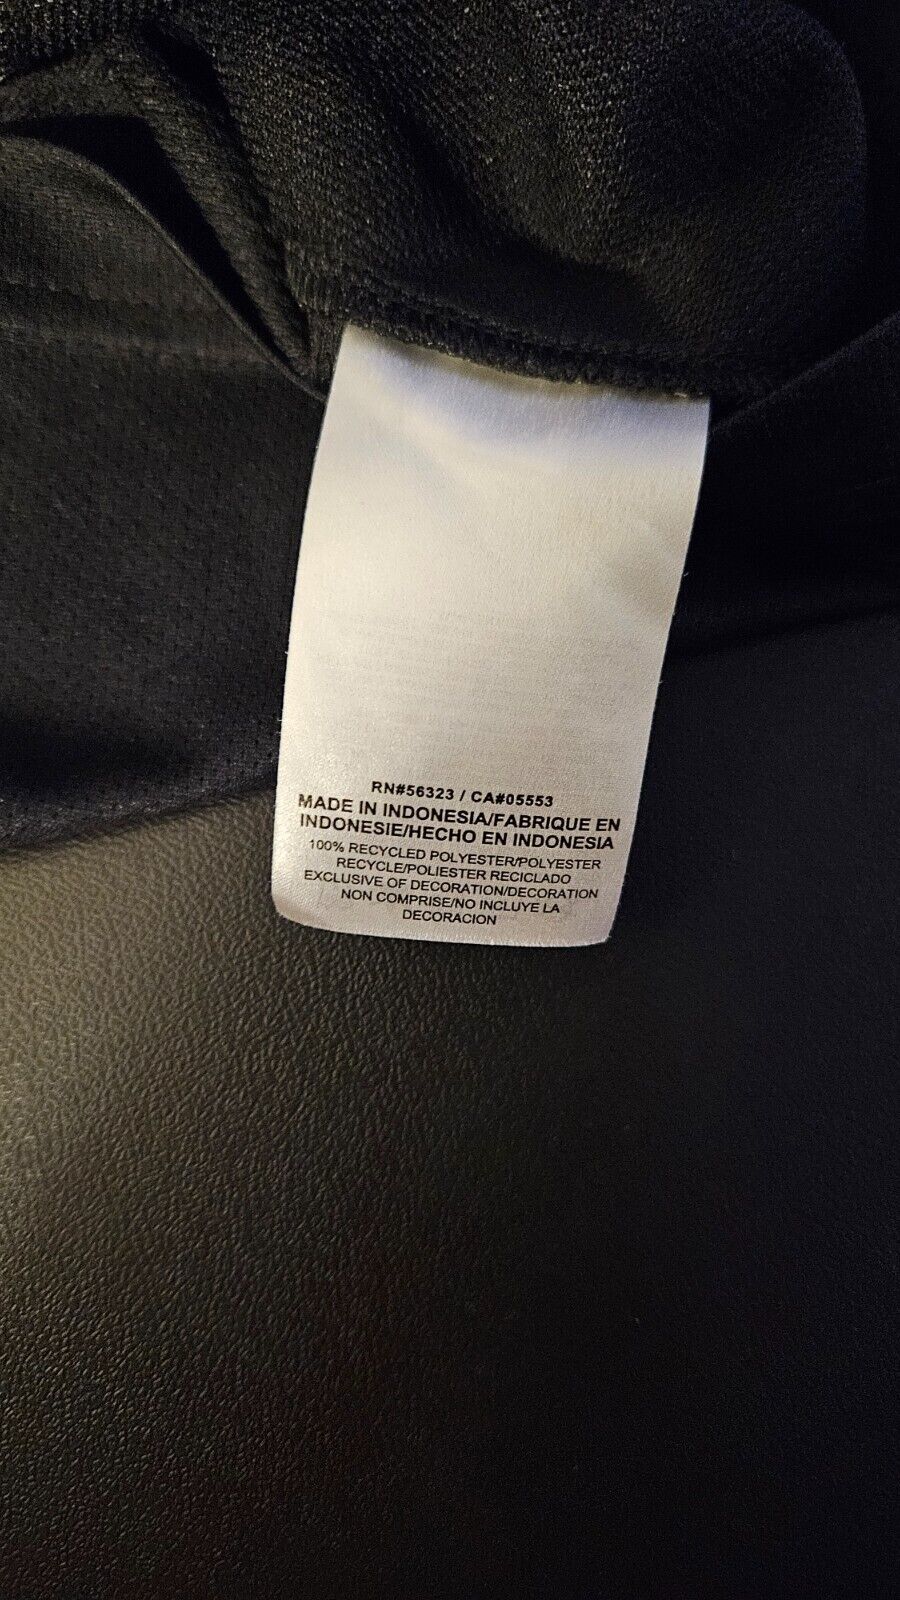 RN#56323 / CA#05553
MADE IN INDONESIA/FABRIQUE EN
INDONESIE/HECHO EN INDONESIA
100% RECYCLED POLYESTER/POLYESTER
RECYCLE/POLIESTER RECICLADO
EXCLUSIVE OF DECORATION/DECORATION
NON COMPRISE/NO INCLUYE LA
DECORACION